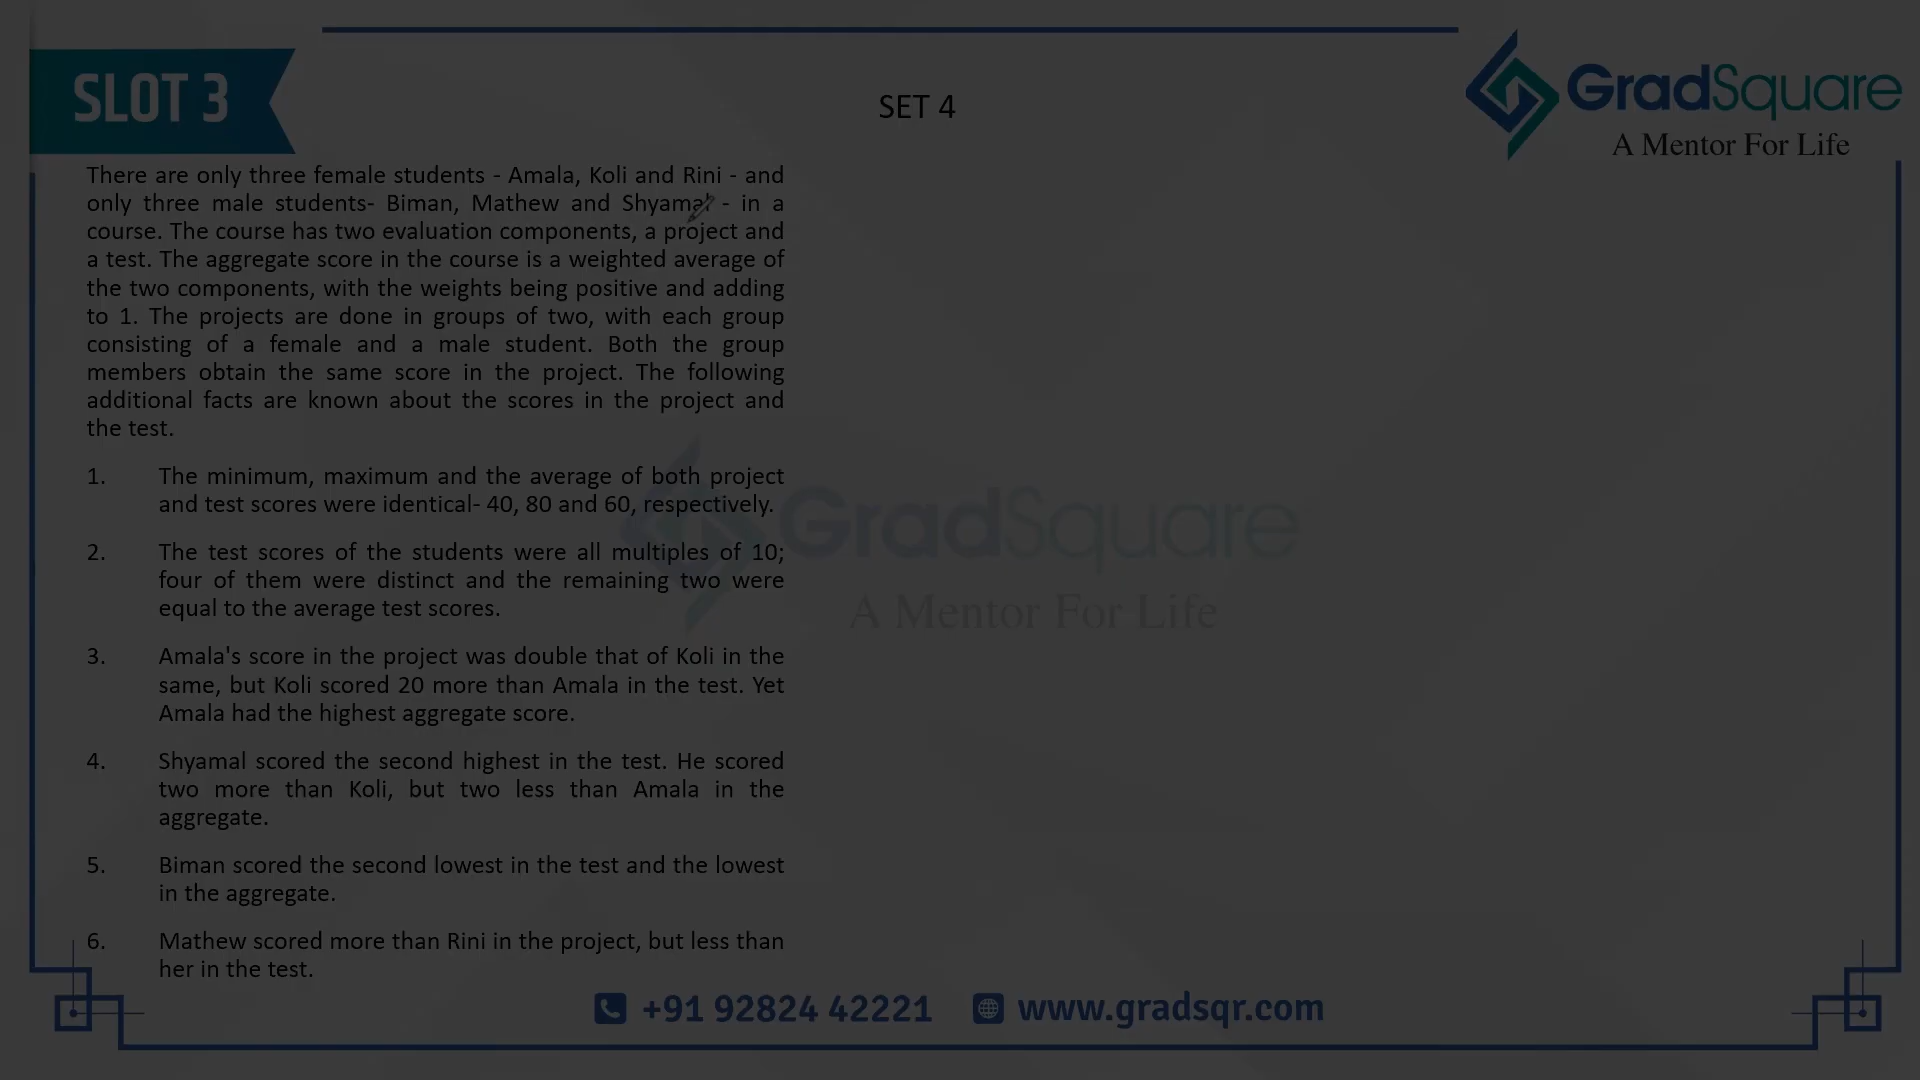 SLOT 3
SET 4
GradSquare
A Mentor For Life
There are only three female students - Amala, Koli and Rini - and
only three male students- Biman, Mathew and Shyamal - in a
course. The course has two evaluation components, a project and
a test. The aggregate score in the course is a weighted average of
the two components, with the weights being positive and adding
to 1. The projects are done in groups of two, with each group
consisting of a female and a male student. Both the group
members obtain the same score in the project. The following
additional facts are known about the scores in the project and
the test.
1. The minimum, maximum and the average of both project
and test scores were identical- 40, 80 and 60, respectively.
2. The test scores of the students were all multiples of 10;
four of them were distinct and the remaining two were
equal to the average test scores.
3. Amala's score in the project was double that of Koli in the
same, but Koli scored 20 more than Amala in the test. Yet
Amala had the highest aggregate score.
4. Shyamal scored the second highest in the test. He scored
two more than Koli, but two less than Amala in the
aggregate.
5. Biman scored the second lowest in the test and the lowest
in the aggregate.
6. Mathew scored more than Rini in the project, but less than
her in the test.
GradSquare
A Mentor For Life
+91 92824 42221 www.gradsqr.com